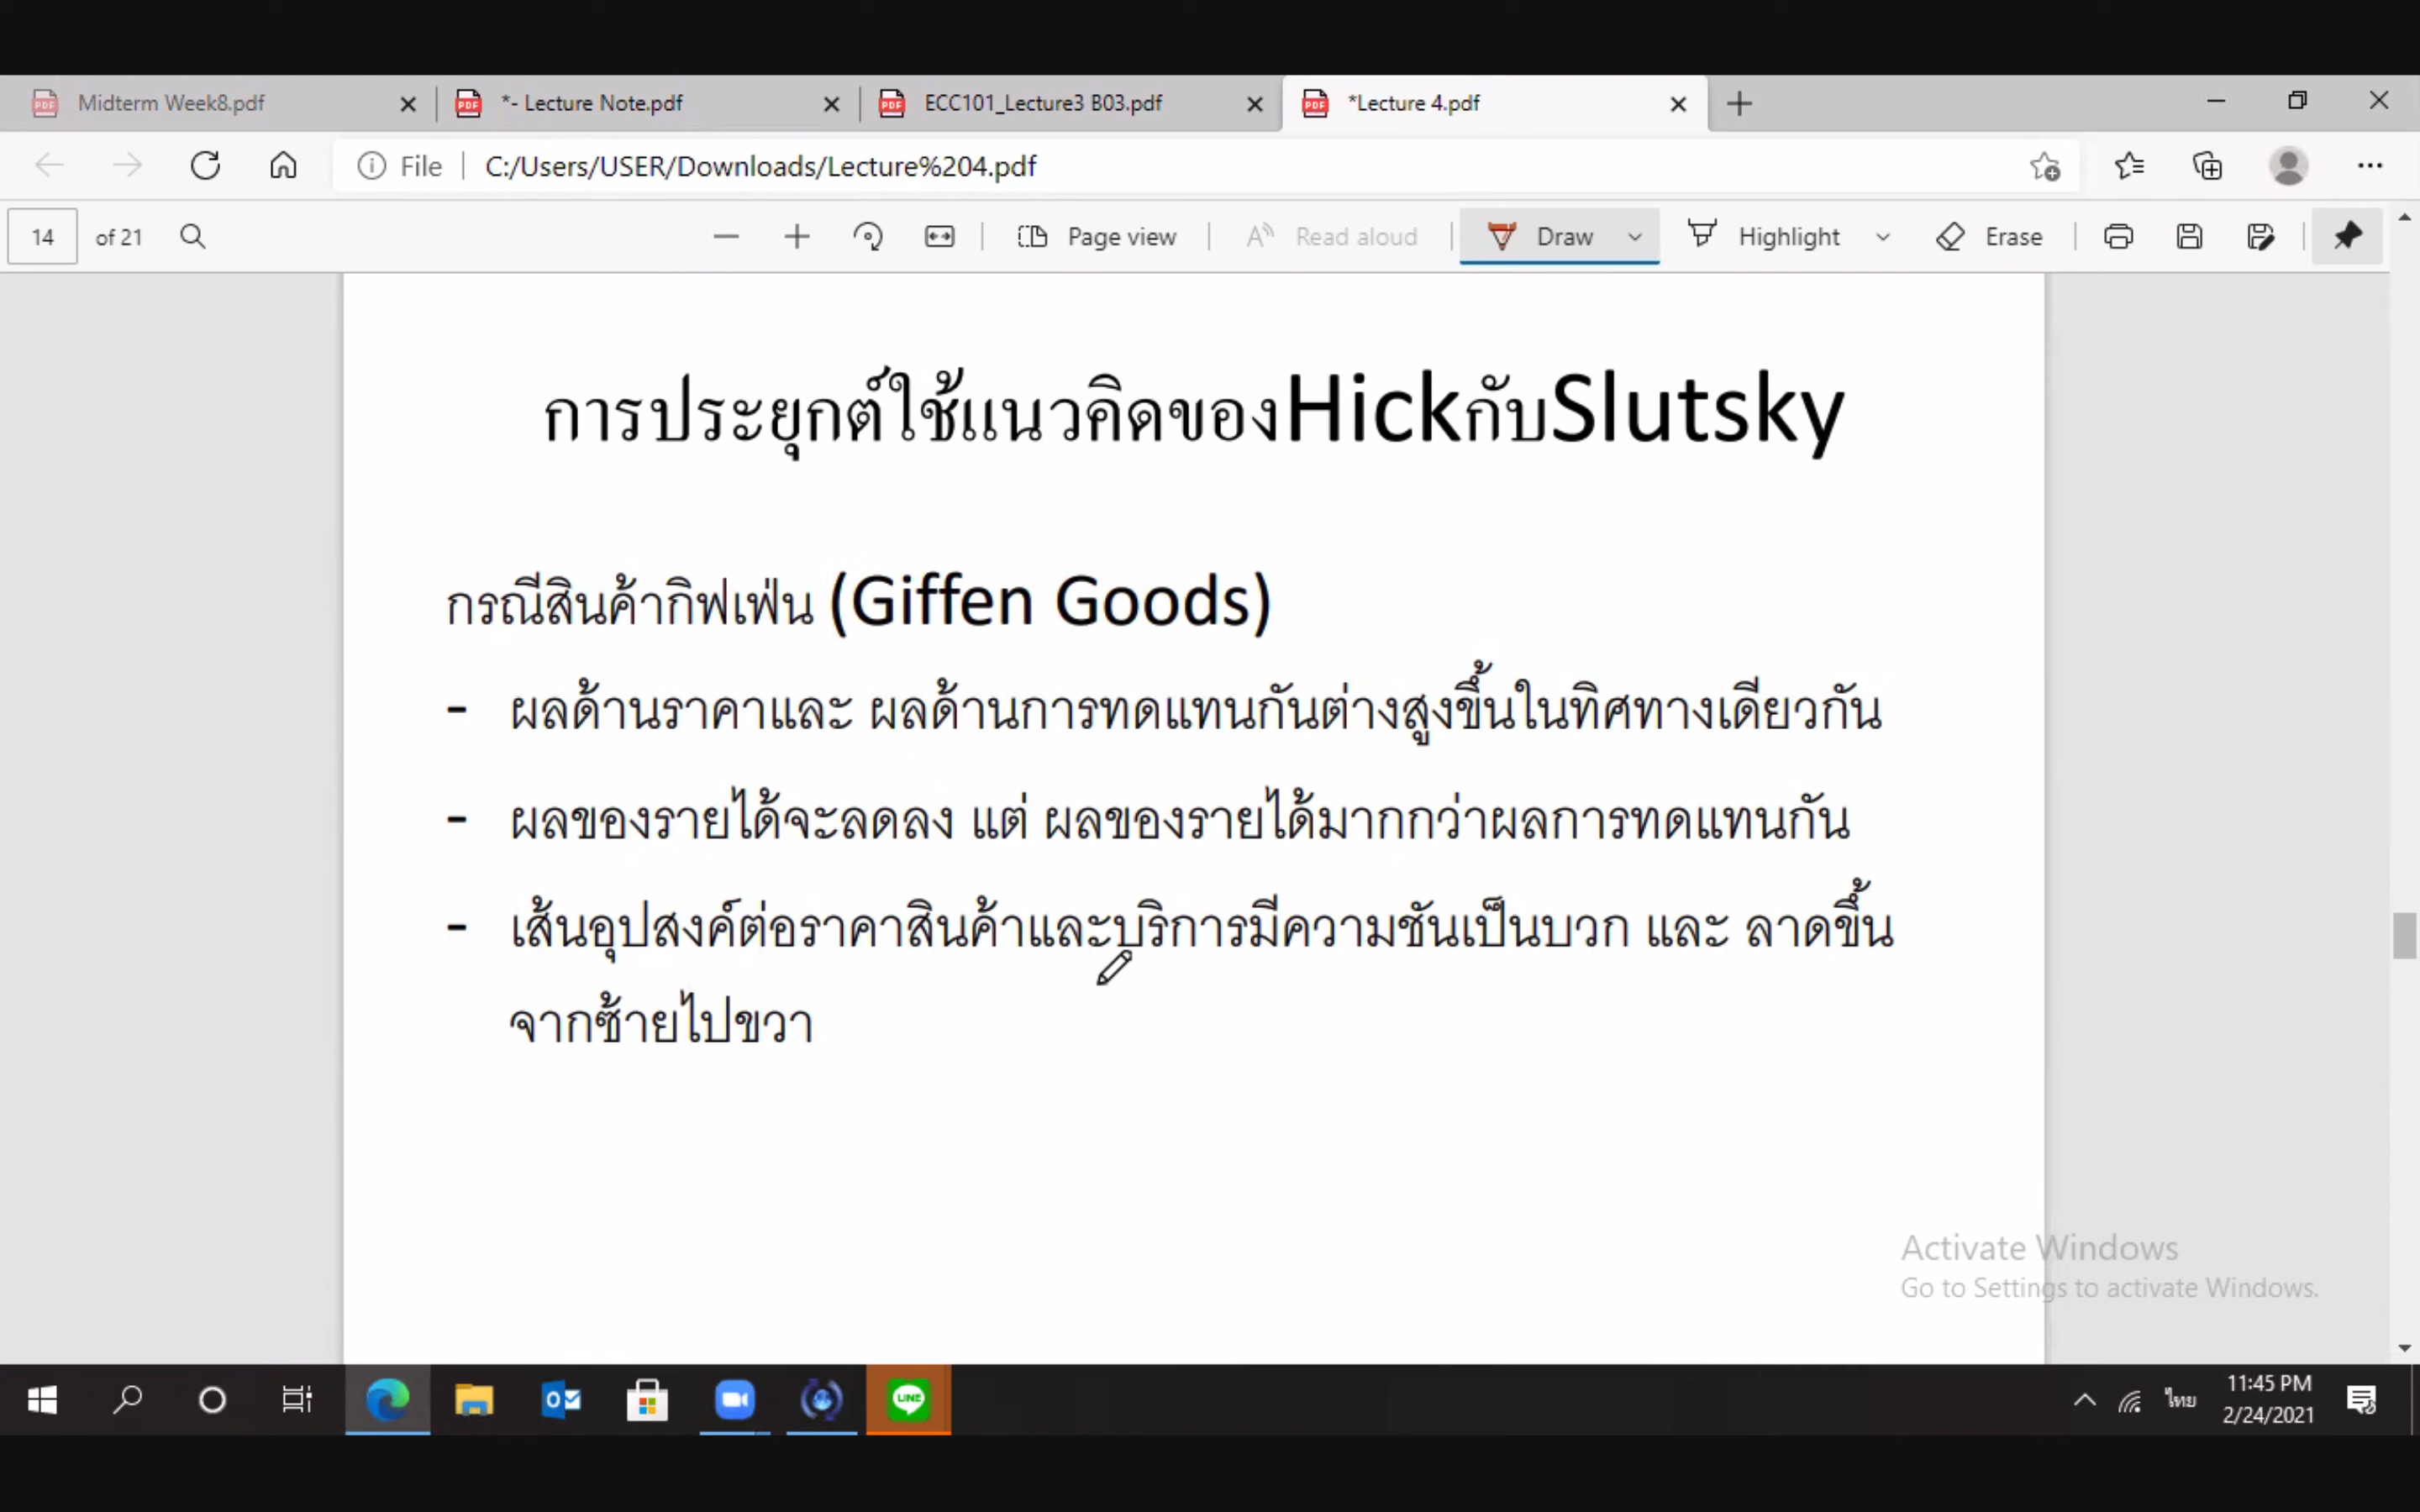 Midterm Week8.pdf
*- Lecture Note.pdf
ECC101_Lecture3 B03.pdf
*Lecture 4.pdf
File
C:/Users/USER/Downloads/Lecture%204.pdf
14 of 21
Page view
Read aloud
Draw
Highlight
Erase
การประยุกต์ใช้แนวคิดของHickกับSlutsky
กรณีสินค้ากิฟเฟ่น (Giffen Goods)
- ผลด้านราคาและ ผลด้านการทดแทนกันต่างสูงขึ้นในทิศทางเดียวกัน
- ผลของรายได้จะลดลง แต่ ผลของรายได้มากกว่าผลการทดแทนกัน
- เส้นอุปสงค์ต่อราคาสินค้าและบริการมีความชันเป็นบวก และ ลาดขึ้น
จากซ้ายไปขวา
Activate Windows
Go to Settings to activate Windows.
LINE
ไทย
11:45 PM
2/24/2021